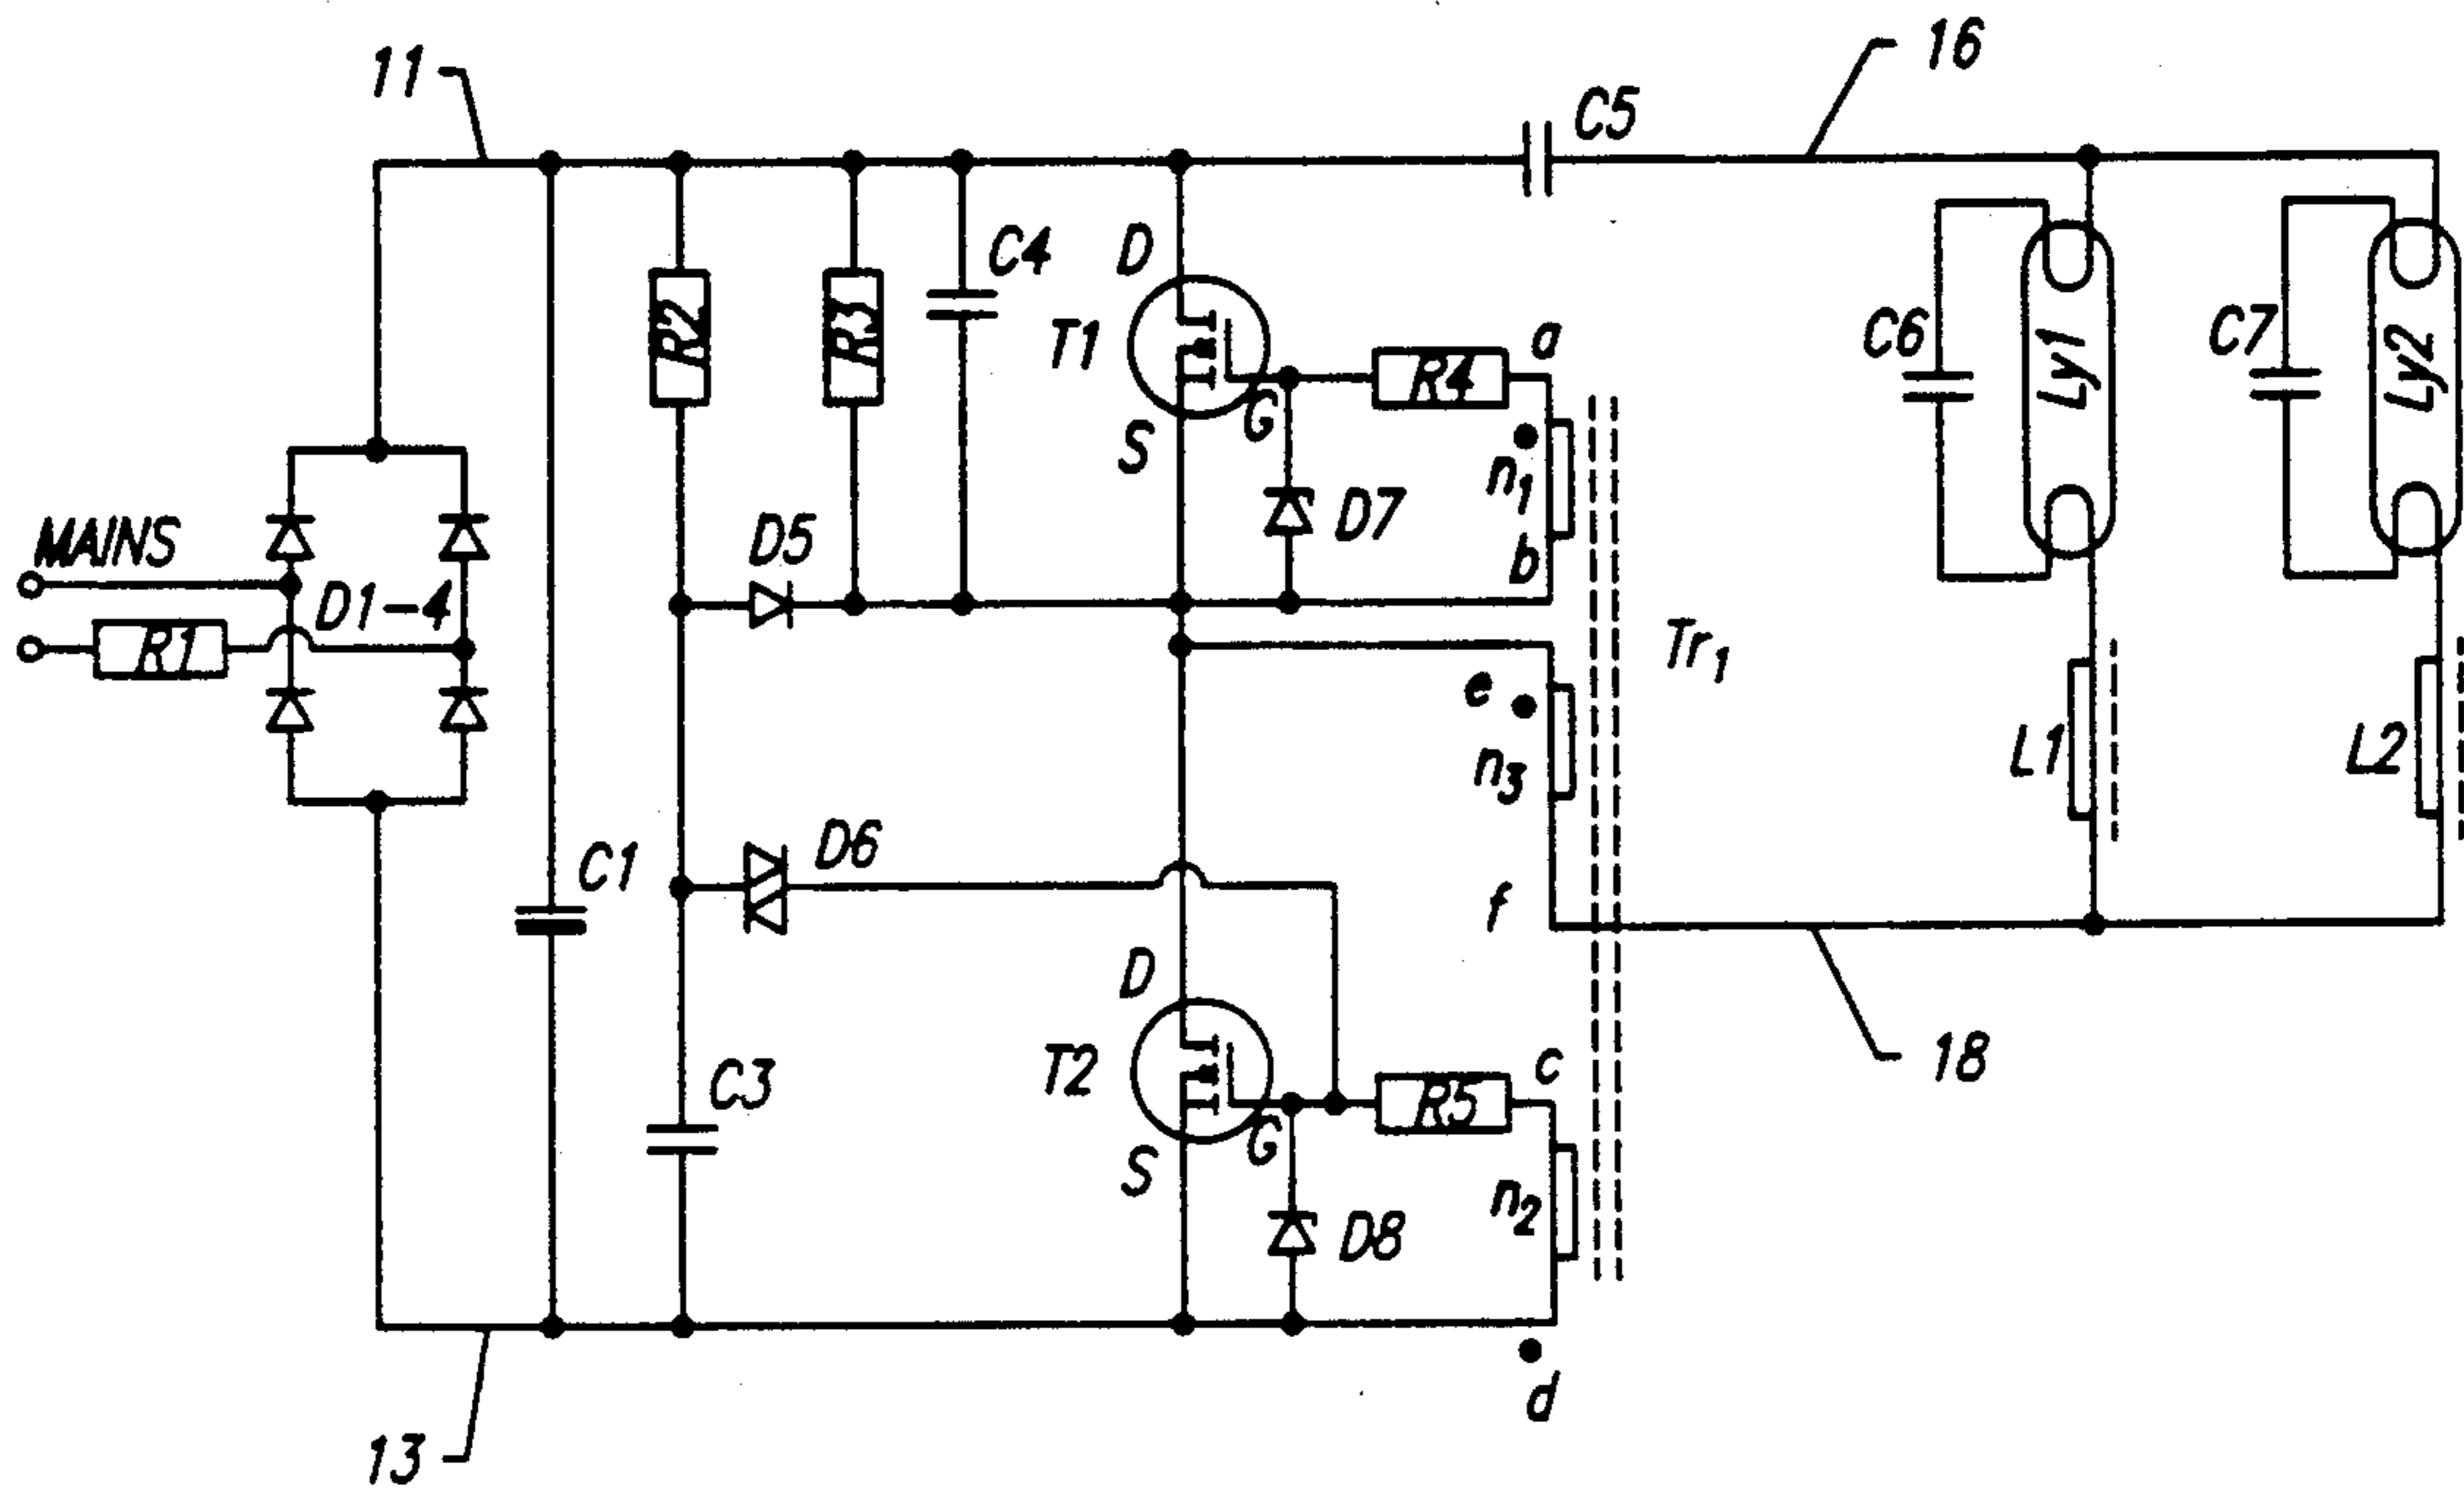 11
16
C5
D
C4
R2
R3
T1
a
R4
C6
Ly1
C7
Ly2
G
S
n1
D7
MAINS
D5
b
D1-4
R1
Tr1
e
n3
L1
L2
D6
C1
f
D
T2
c
18
C3
R5
G
S
n2
D8
d
13